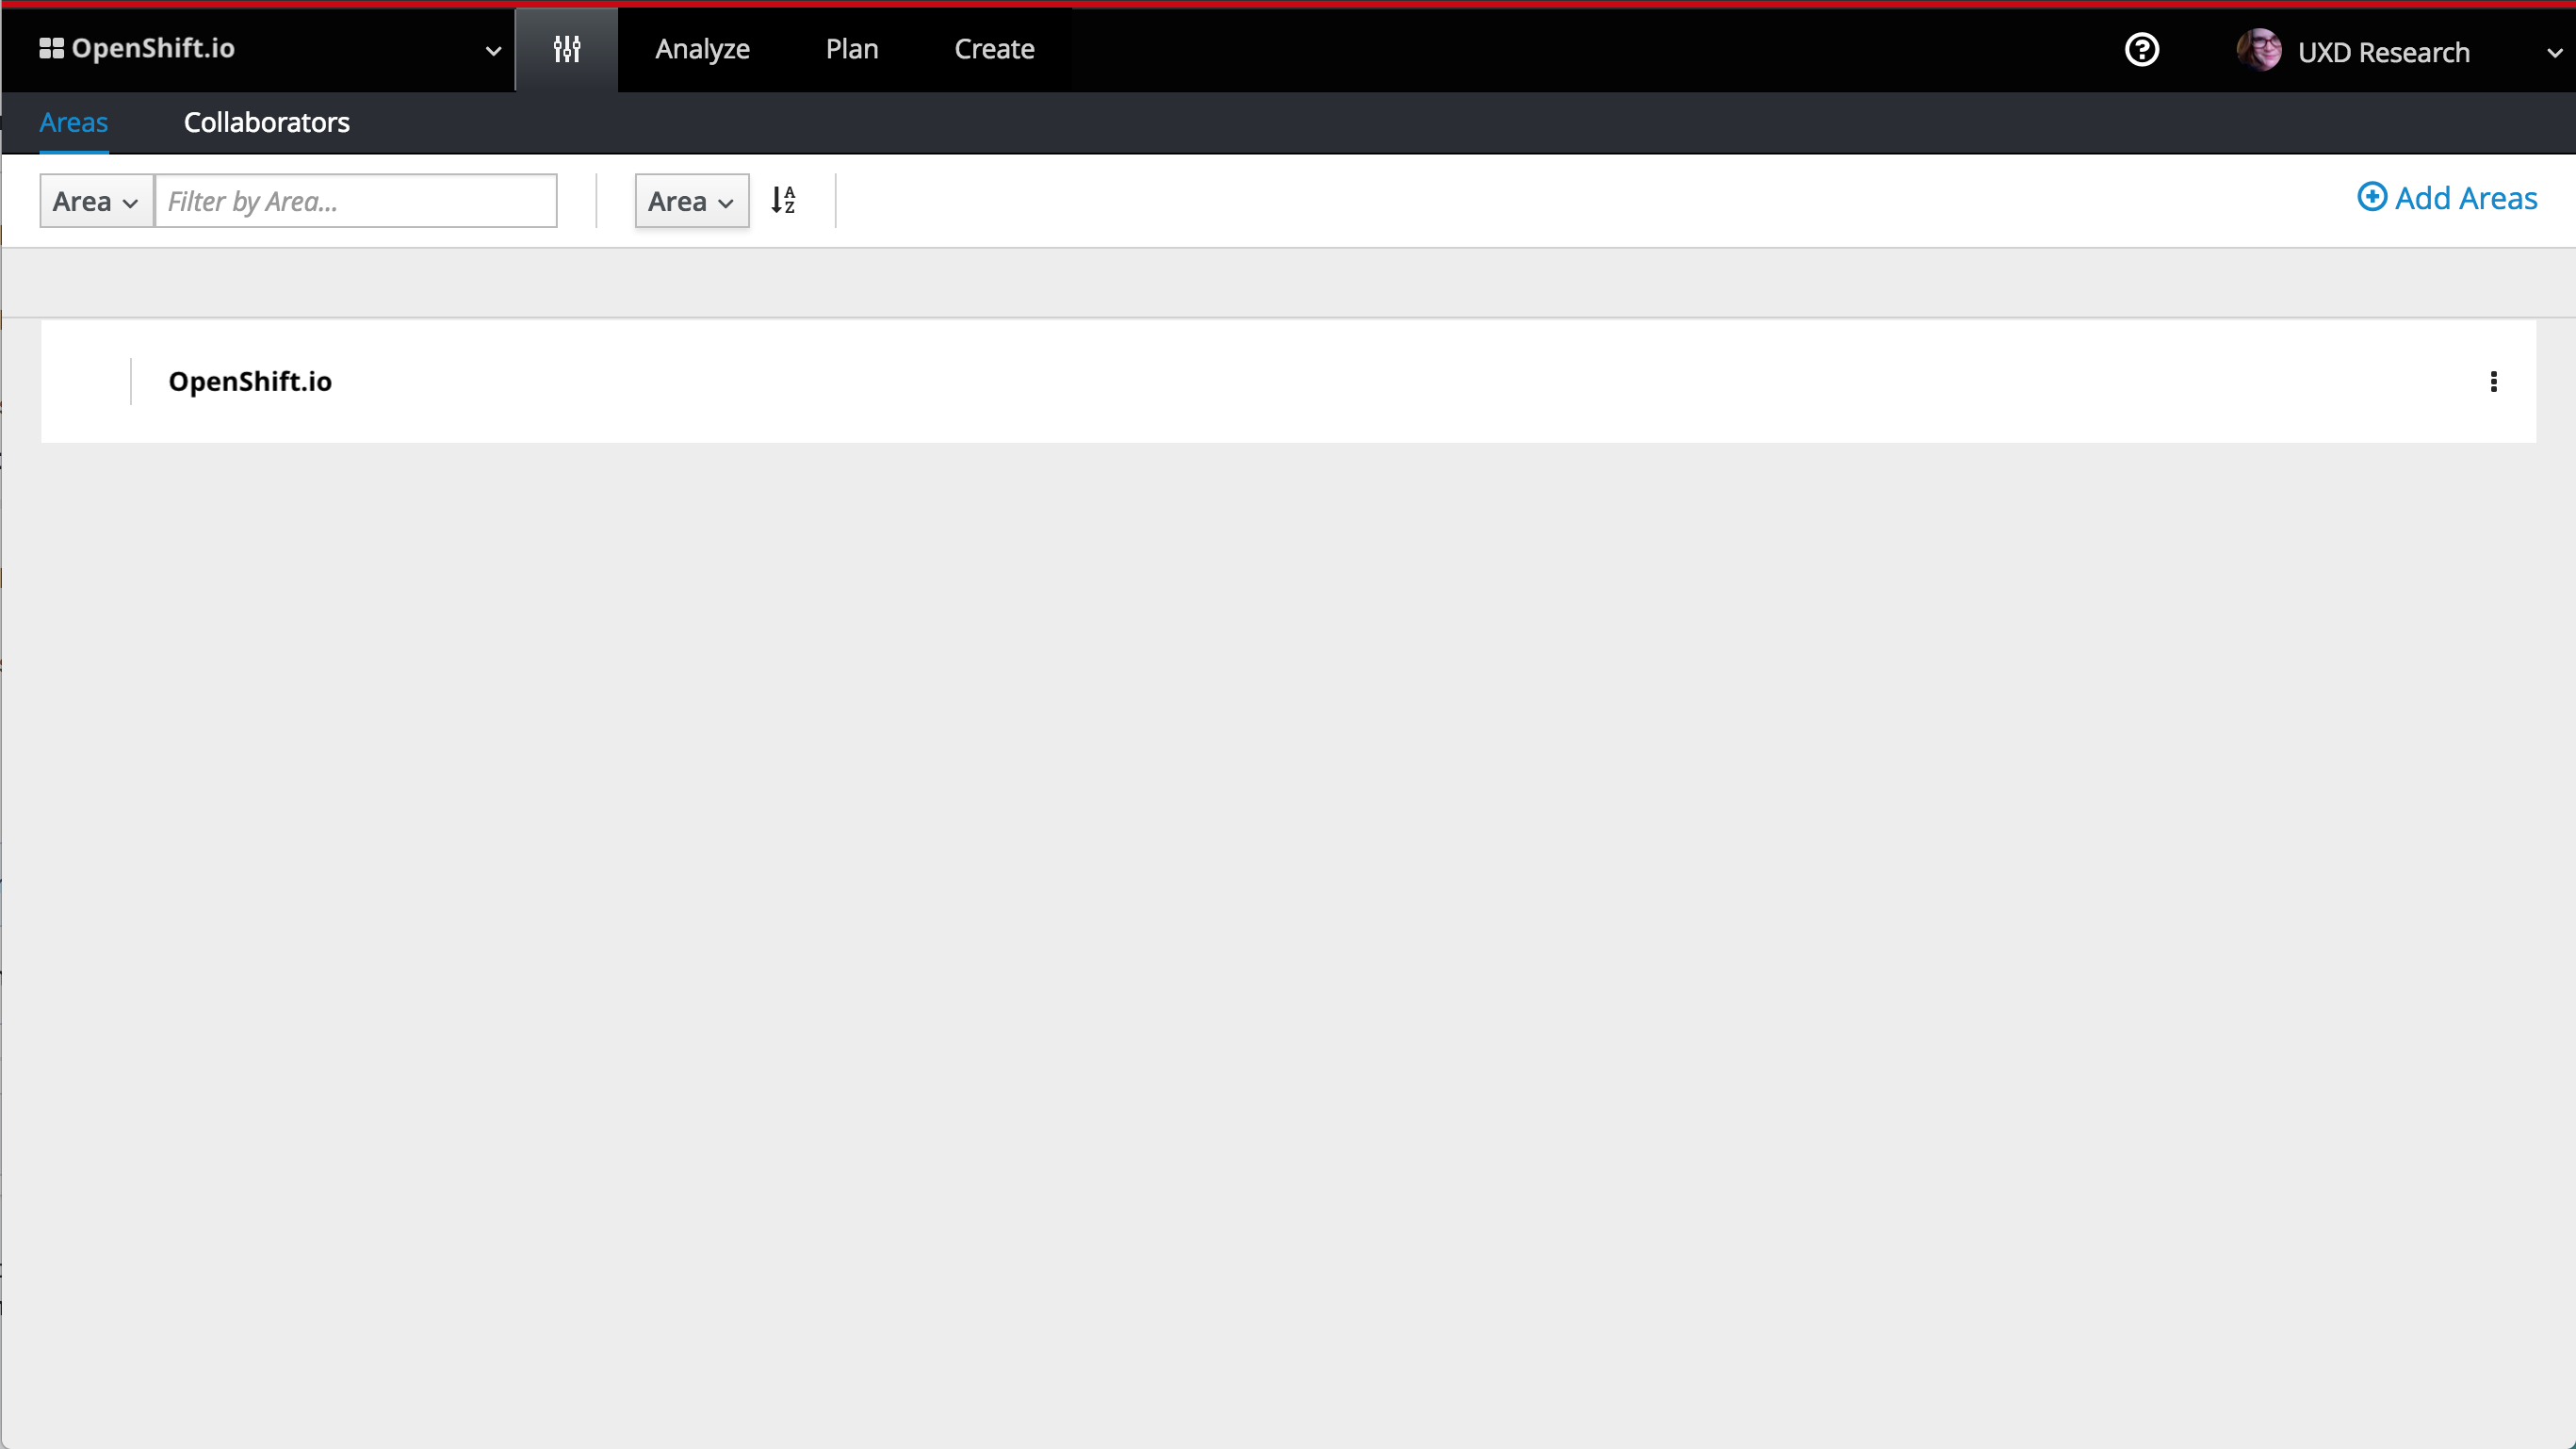 OpenShift.io Analyze Plan Create UXD Research
Areas Collaborators
Area Filter by Area... Area A Z Add Areas
OpenShift.io